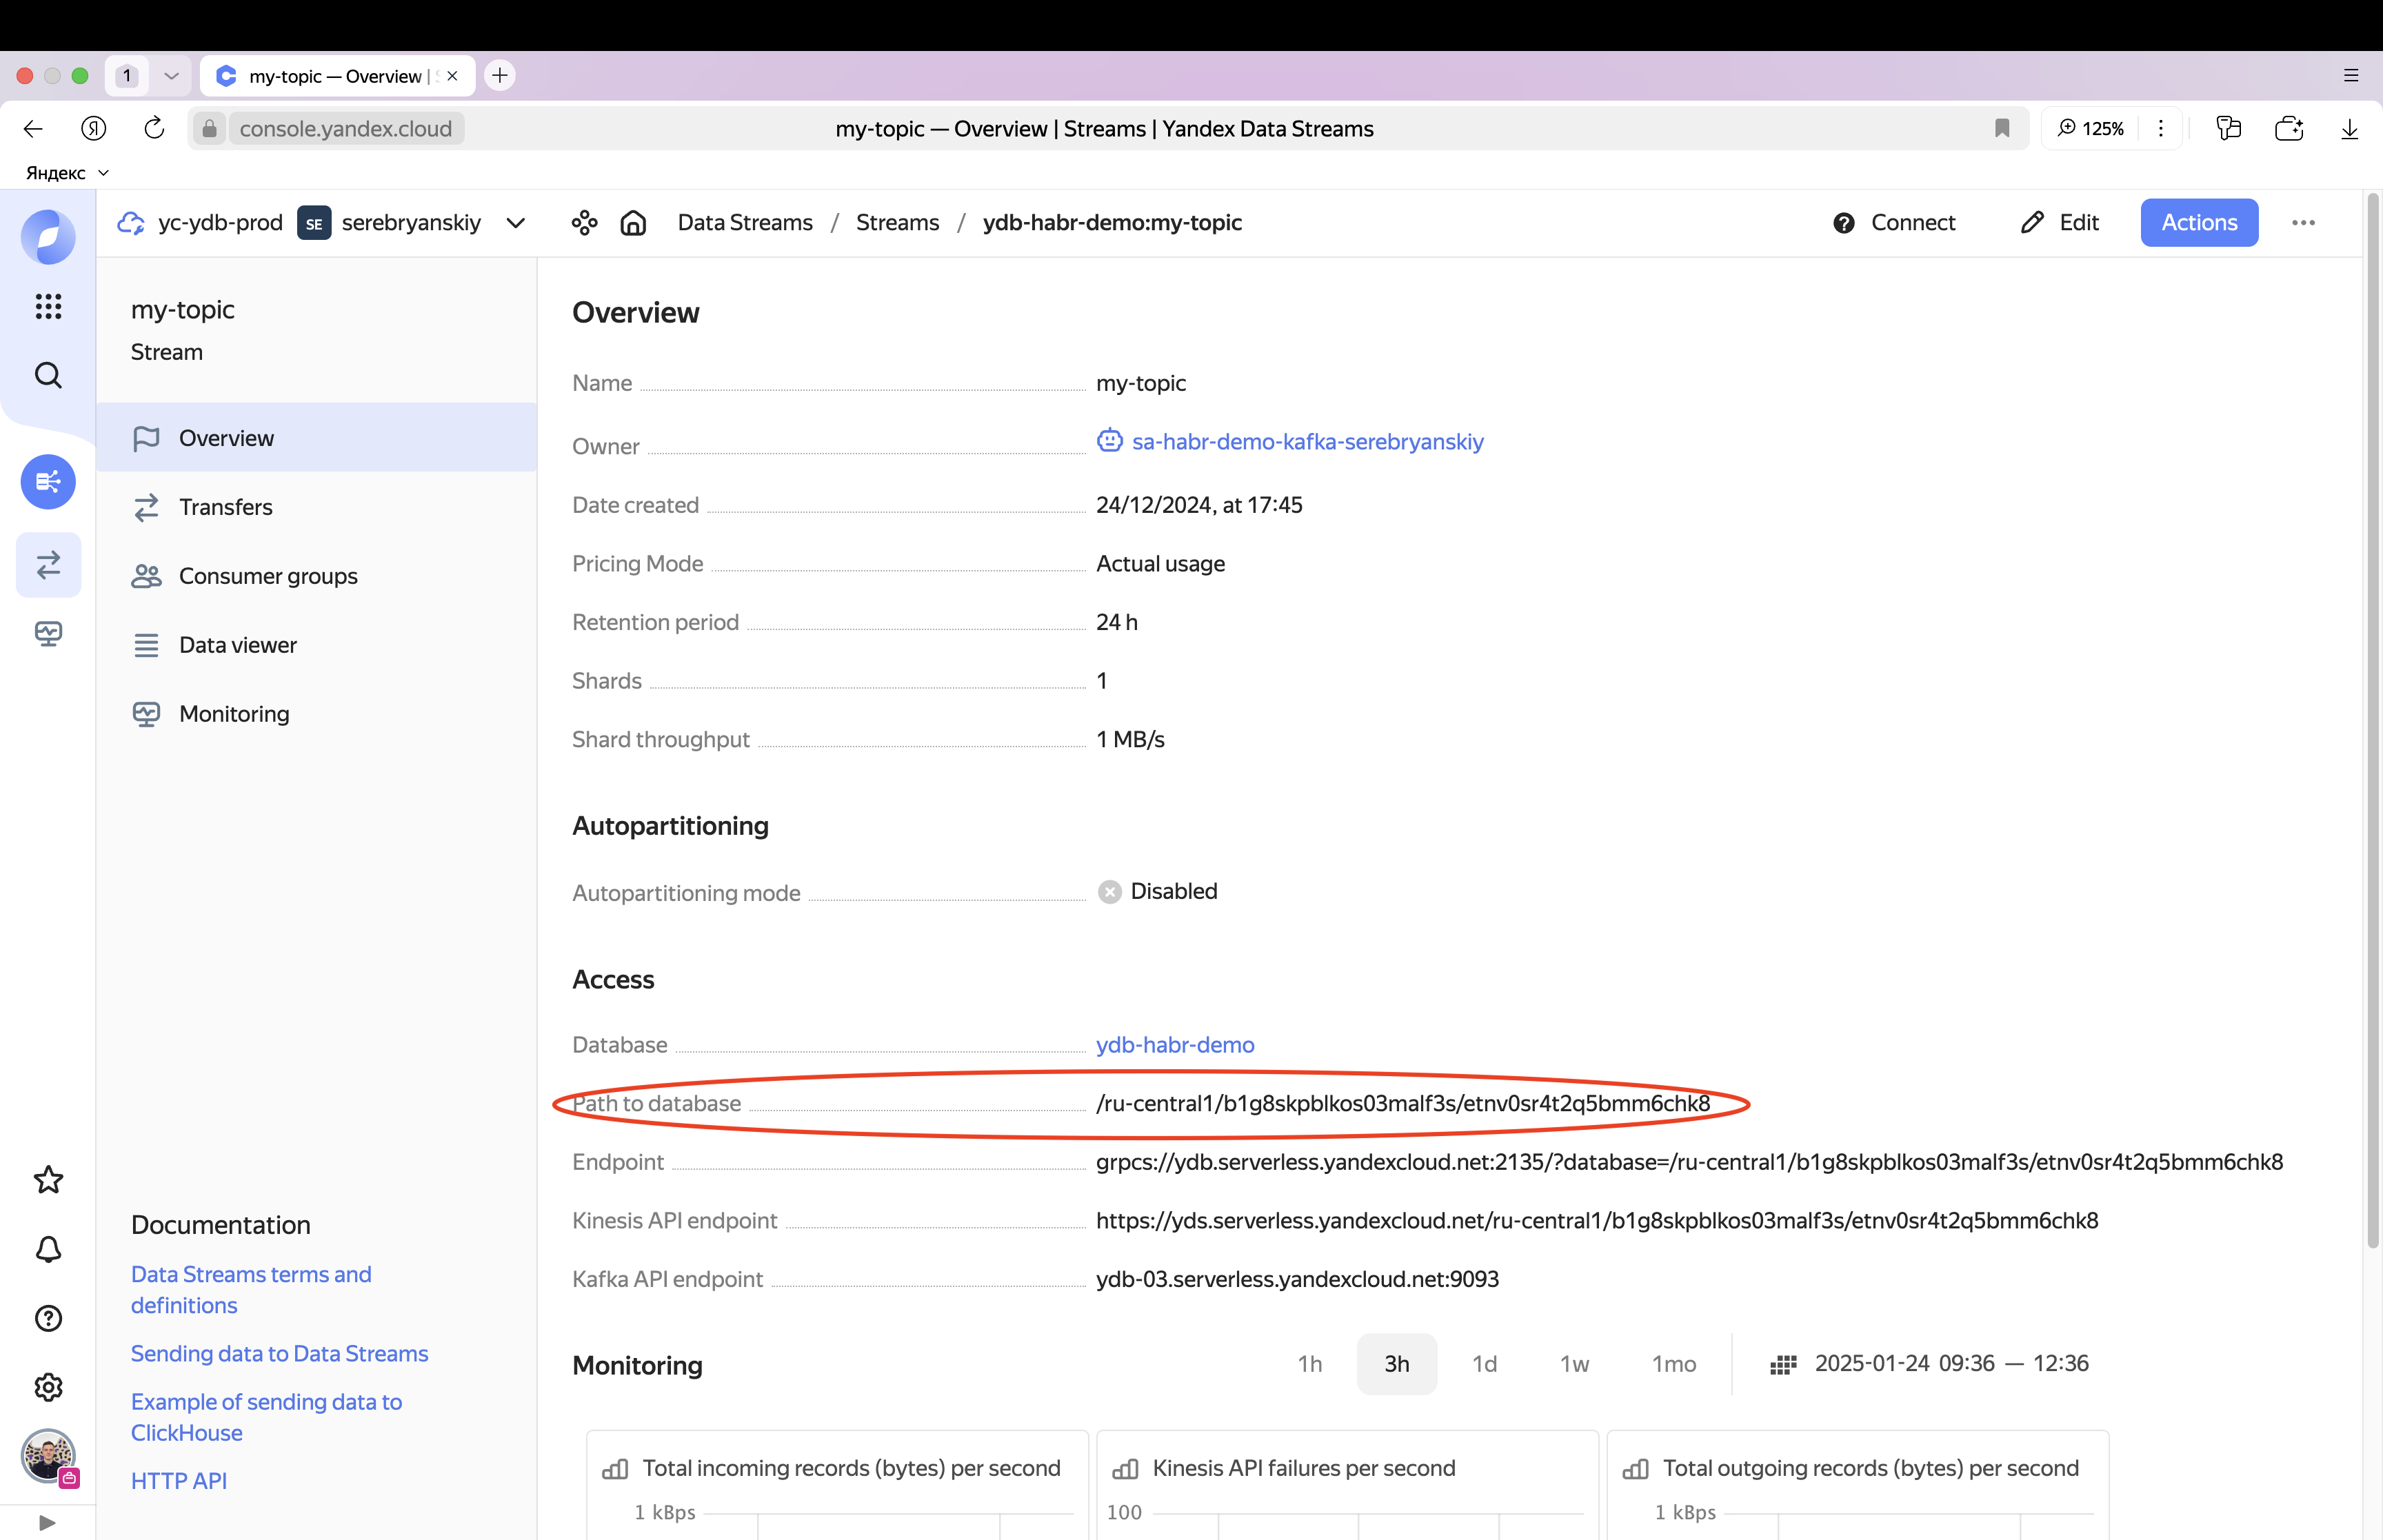 1
my-topic — Overview |
console.yandex.cloud
my-topic — Overview | Streams | Yandex Data Streams
125%
Яндекс
yc-ydb-prod SE serebryanskiy
Data Streams / Streams / ydb-habr-demo:my-topic
Connect
Edit
Actions
my-topic
Stream
Overview
Transfers
Consumer groups
Data viewer
Monitoring
Documentation
Data Streams terms and
definitions
Sending data to Data Streams
Example of sending data to
ClickHouse
HTTP API
Overview
Name my-topic
Owner sa-habr-demo-kafka-serebryanskiy
Date created 24/12/2024, at 17:45
Pricing Mode Actual usage
Retention period 24 h
Shards 1
Shard throughput 1 MB/s
Autopartitioning
Autopartitioning mode Disabled
Access
Database ydb-habr-demo
Path to database /ru-central1/b1g8skpblkos03malf3s/etnv0sr4t2q5bmm6chk8
Endpoint grpcs://ydb.serverless.yandexcloud.net:2135/?database=/ru-central1/b1g8skpblkos03malf3s/etnv0sr4t2q5bmm6chk8
Kinesis API endpoint https://yds.serverless.yandexcloud.net/ru-central1/b1g8skpblkos03malf3s/etnv0sr4t2q5bmm6chk8
Kafka API endpoint ydb-03.serverless.yandexcloud.net:9093
Monitoring
1h 3h 1d 1w 1mo 2025-01-24 09:36 — 12:36
Total incoming records (bytes) per second
1 kBps
Kinesis API failures per second
100
Total outgoing records (bytes) per second
1 kBps